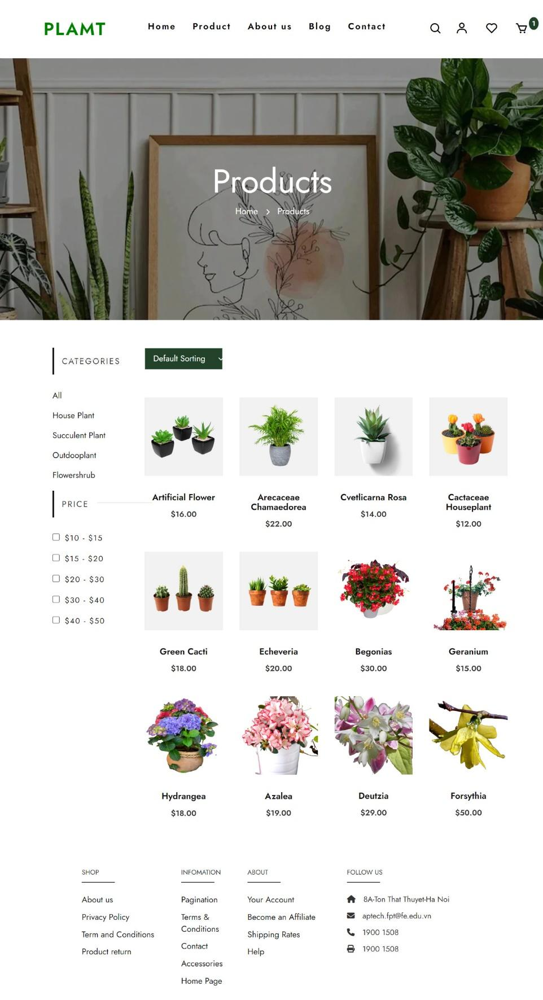 PLAMT
Home Product About us Blog Contact
1
Products
Home > Products
CATEGORIES
Default Sorting
All
House Plant
Succulent Plant
Outdooplant
Flowershrub
PRICE
$10 - $15
$15 - $20
$20 - $30
$30 - $40
$40 - $50
Artificial Flower
$16.00
Arecaceae
Chamaedorea
$22.00
Cvetlicarna Rosa
$14.00
Cactaceae
Houseplant
$12.00
Green Cacti
$18.00
Echeveria
$20.00
Begonias
$30.00
Geranium
$15.00
Hydrangea
$18.00
Azalea
$19.00
Deutzia
$29.00
Forsythia
$50.00
SHOP
About us
Privacy Policy
Term and Conditions
Product return
INFOMATION
Pagination
Terms &
Conditions
Contact
Accessories
Home Page
ABOUT
Your Account
Become an Affiliate
Shipping Rates
Help
FOLLOW US
8A-Ton That Thuyet-Ha Noi
aptech.fpt@fe.edu.vn
1900 1508
1900 1508